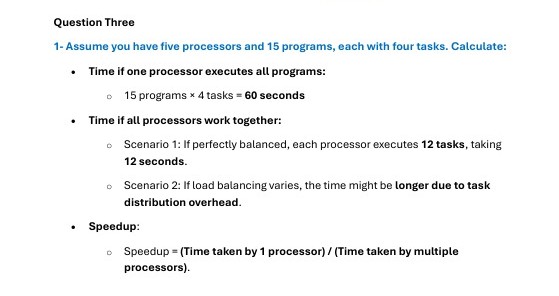 Question Three
1- Assume you have five processors and 15 programs, each with four tasks. Calculate:
• Time if one processor executes all programs:
o 15 programs × 4 tasks = 60 seconds
• Time if all processors work together:
o Scenario 1: If perfectly balanced, each processor executes 12 tasks, taking
12 seconds.
o Scenario 2: If load balancing varies, the time might be longer due to task
distribution overhead.
• Speedup:
o Speedup = (Time taken by 1 processor) / (Time taken by multiple
processors).